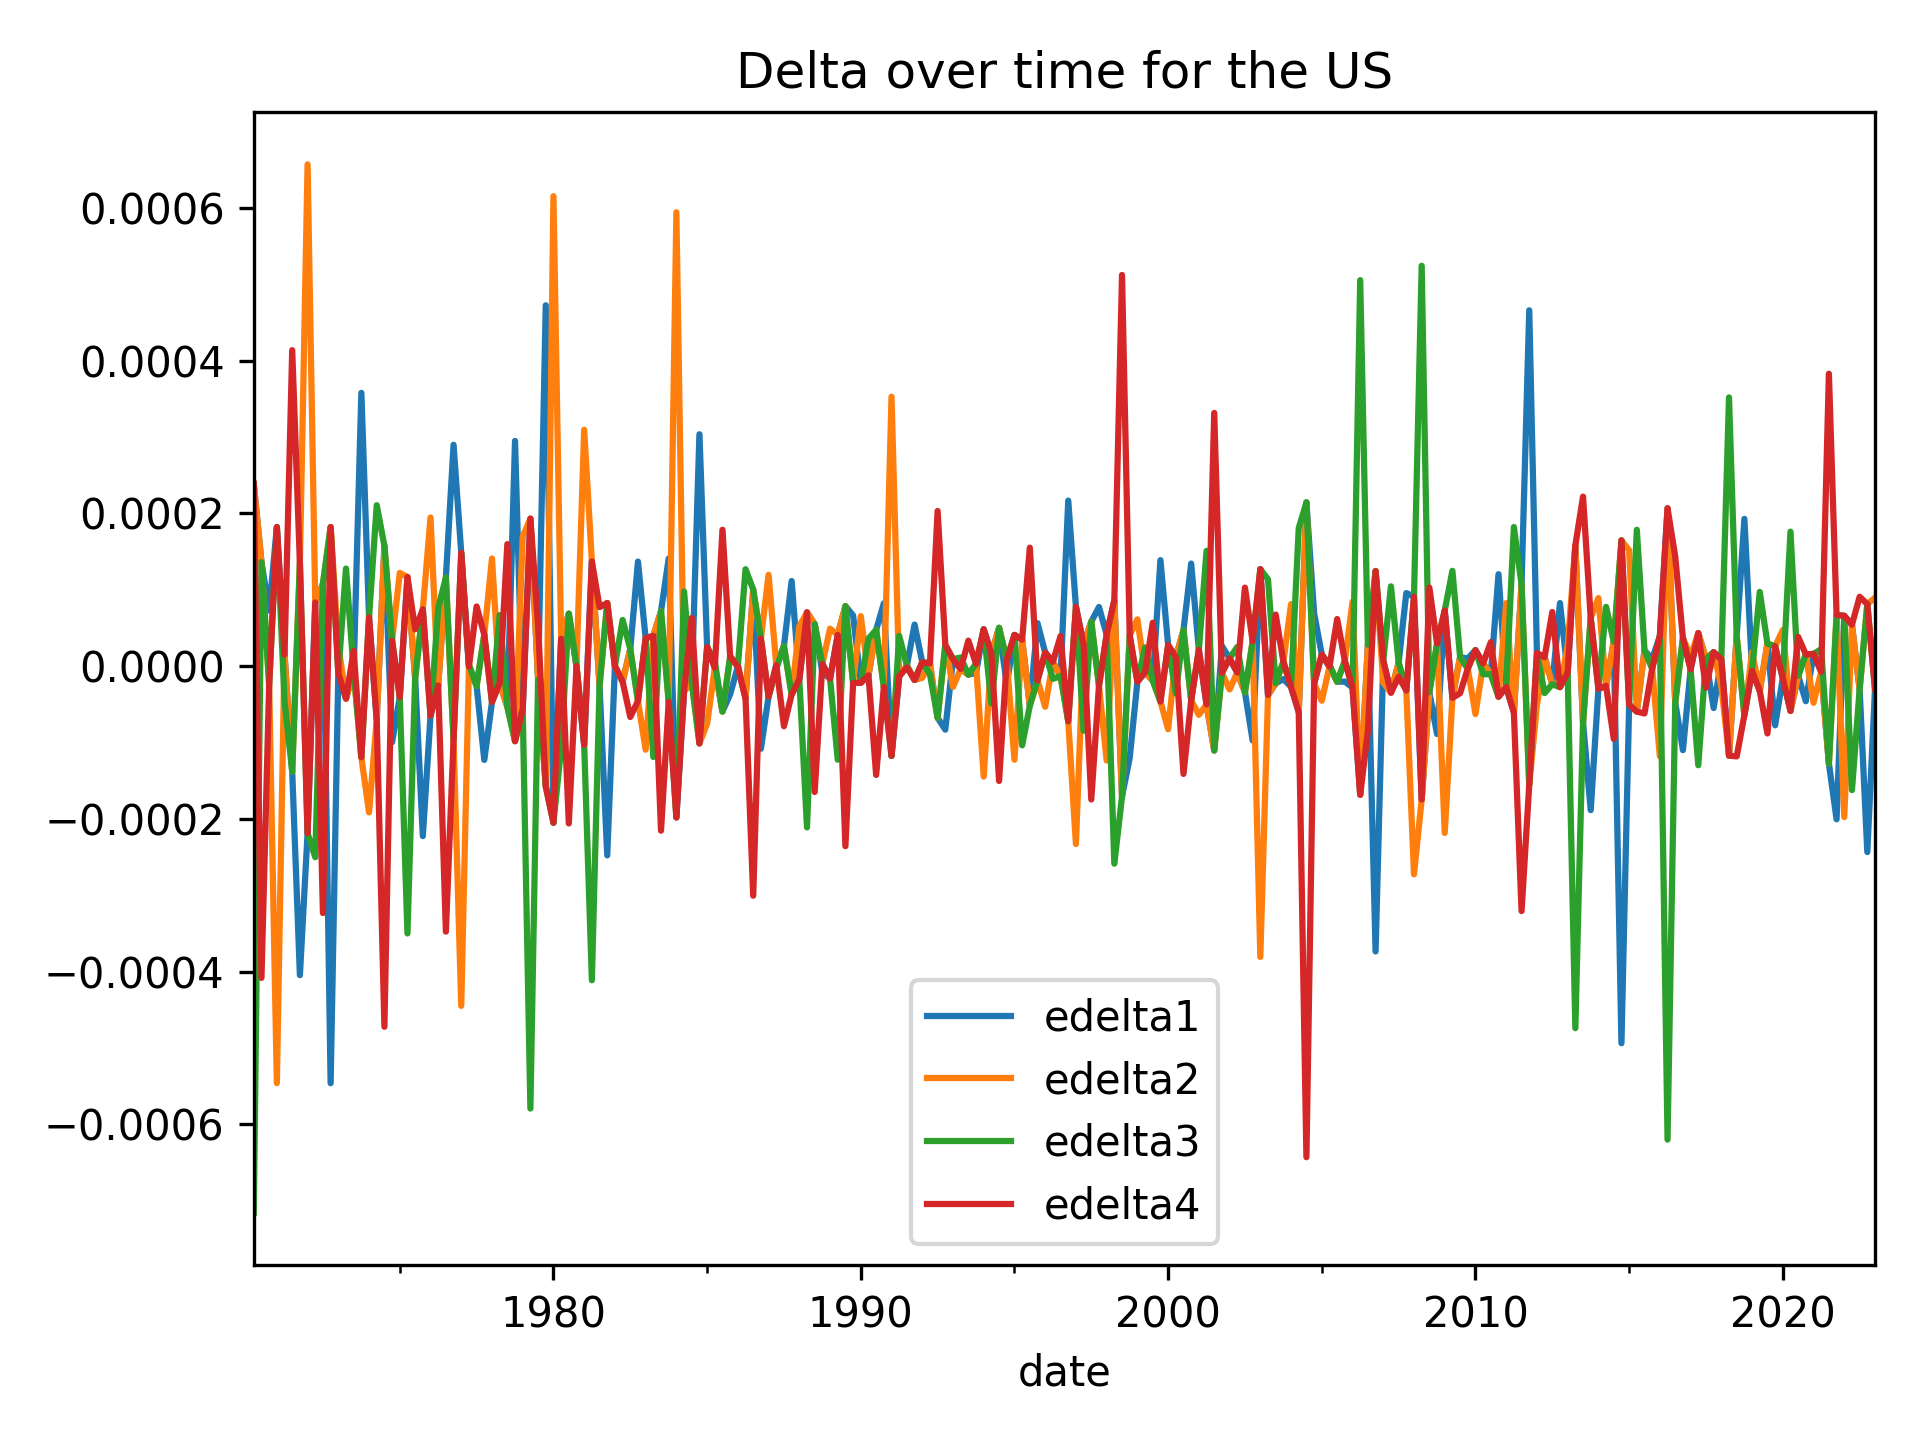 Delta over time for the US
0.0006
0.0004
0.0002
0.0000
−0.0002
−0.0004
−0.0006
edelta1
edelta2
edelta3
edelta4
1980 1990 2000 2010 2020
date